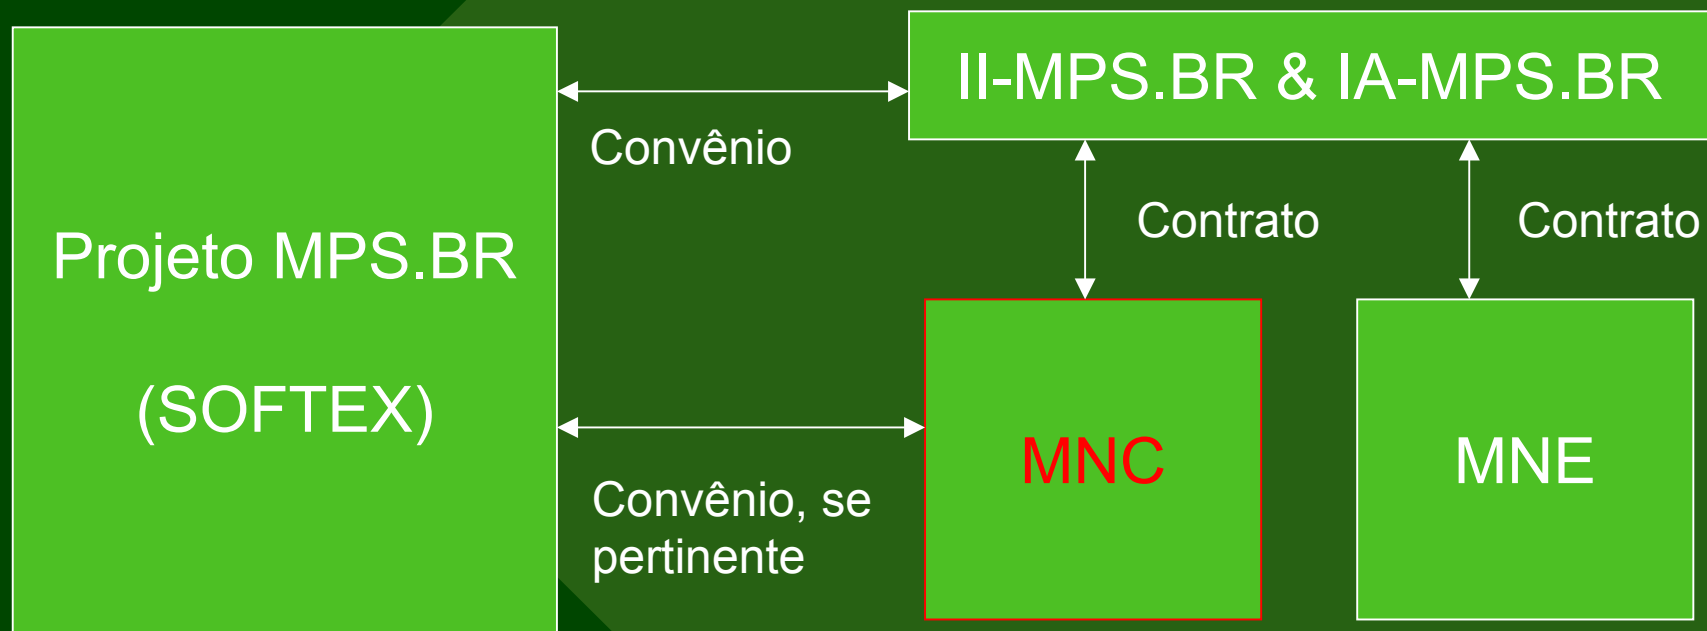 II-MPS.BR & IA-MPS.BR
Convênio
Contrato
Contrato
Projeto MPS.BR
(SOFTEX)
MNC
MNE
Convênio, se
pertinente